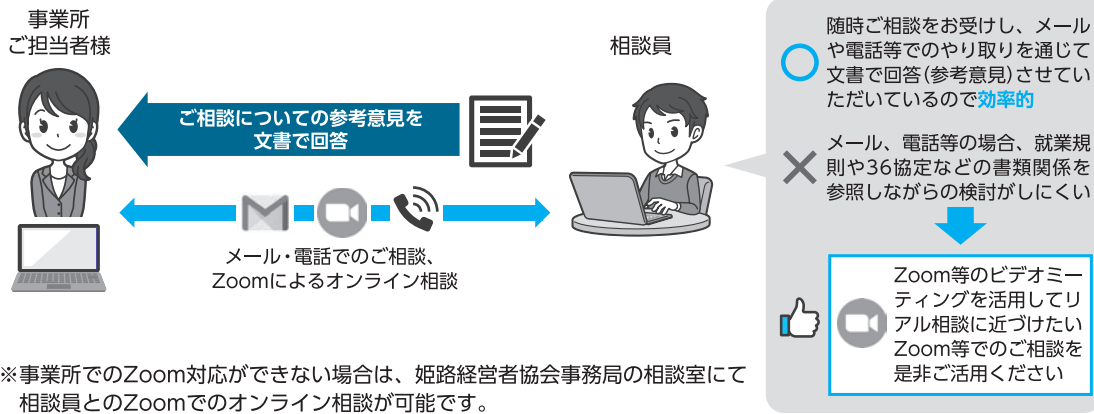 事業所
ご担当者様
相談員
ご相談についての参考意見を
文書で回答
メール・電話でのご相談、
Zoomによるオンライン相談
随時ご相談をお受けし、メール
や電話等でのやり取りを通じて
文書で回答(参考意見)させてい
ただいているので効率的
メール、電話等の場合、就業規
則や36協定などの書類関係を
参照しながらの検討がしにくい
Zoom等のビデオミー
ティングを活用してリ
アル相談に近づけたい
Zoom等でのご相談を
是非ご活用ください
※事業所でのZoom対応ができない場合は、姫路経営者協会事務局の相談室にて
相談員とのZoomでのオンライン相談が可能です。